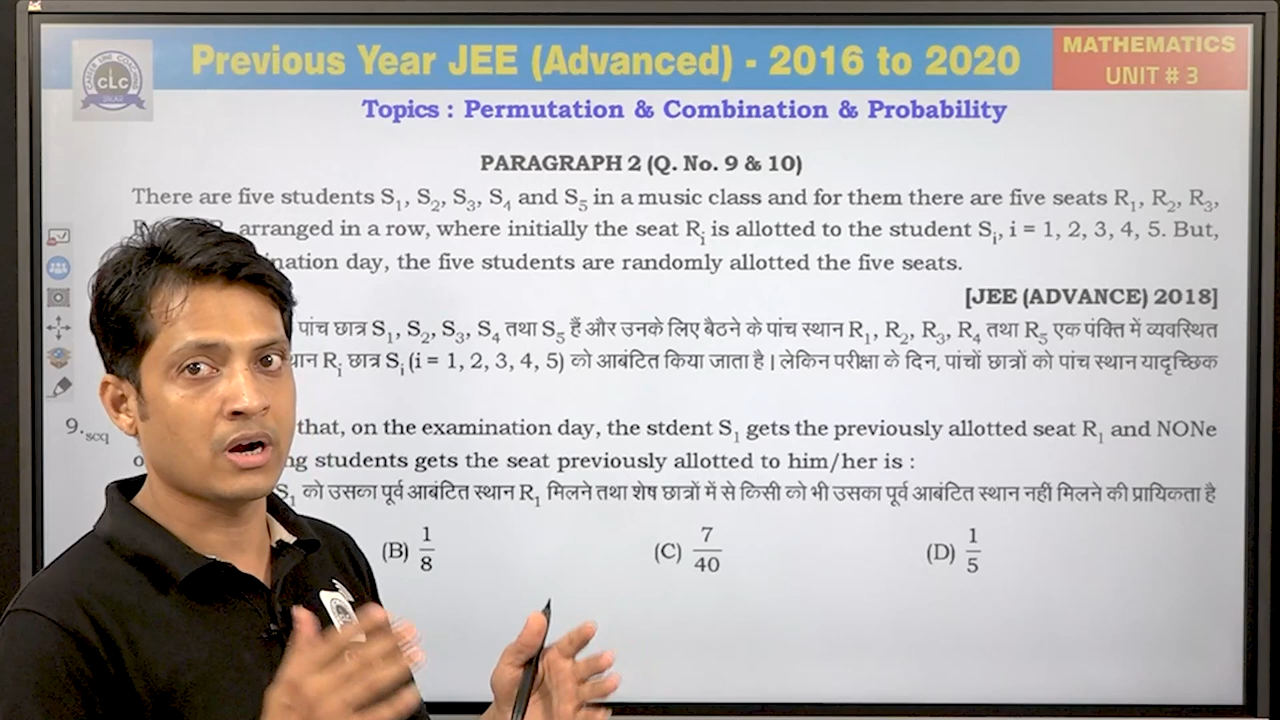 Previous Year JEE (Advanced) - 2016 to 2020
MATHEMATICS
UNIT # 3
CLC
Topics : Permutation & Combination & Probability
PARAGRAPH 2 (Q. No. 9 & 10)
There are five students S₁, S₂, S₃, S₄ and S₅ in a music class and for them there are five seats R₁, R₂, R₃,
arranged in a row, where initially the seat Rᵢ is allotted to the student Sᵢ, i = 1, 2, 3, 4, 5. But,
day, the five students are randomly allotted the five seats.
[JEE (ADVANCE) 2018]
पांच छात्र S₁, S₂, S₃, S₄ तथा S₅ हैं और उनके लिए बैठने के पांच स्थान R₁, R₂, R₃, R₄ तथा R₅ एक पंक्ति में व्यवस्थित
Rᵢ छात्र Sᵢ (i = 1, 2, 3, 4, 5) को आबंटित किया जाता है। लेकिन परीक्षा के दिन, पांचों छात्रों को पांच स्थान यादृच्छिक
9. scq that, on the examination day, the stdent S₁ gets the previously allotted seat R₁ and NONe
students gets the seat previously allotted to him/her is :
S₁ को उसका पूर्व आबंटित स्थान R₁ मिलने तथा शेष छात्रों में से किसी को भी उसका पूर्व आबंटित स्थान नहीं मिलने की प्रायिकता है
(B) 1/8 (C) 7/40 (D) 1/5